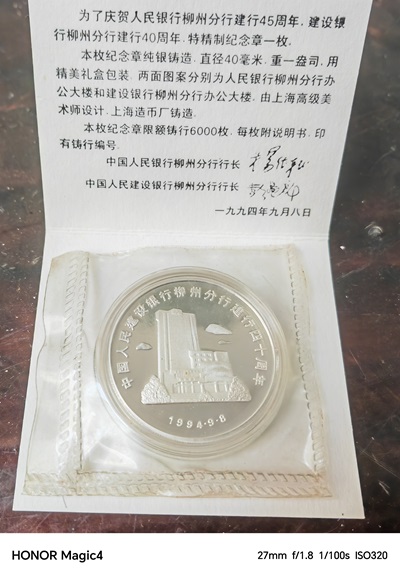 为了庆贺人民银行柳州分行建行45周年，建设银
行柳州分行建行40周年，特精制纪念章一枚。
本枚纪念章纯银铸造，直径40毫米，重一盎司，用
精美礼盒包装，两面图案分别为人民银行柳州分行办
公大楼和建设银行柳州分行办公大楼，由上海高级美
术师设计，上海造币厂铸造。
本枚纪念章限额铸行6000枚，每枚附说明书，印
有铸行编号。
中国人民银行柳州分行行长
中国人民建设银行柳州分行行长
一九九四年九月八日
中国人民建设银行柳州分行建行四十周年
1994·9·8
HONOR Magic4
27mm f/1.8 1/100s ISO320